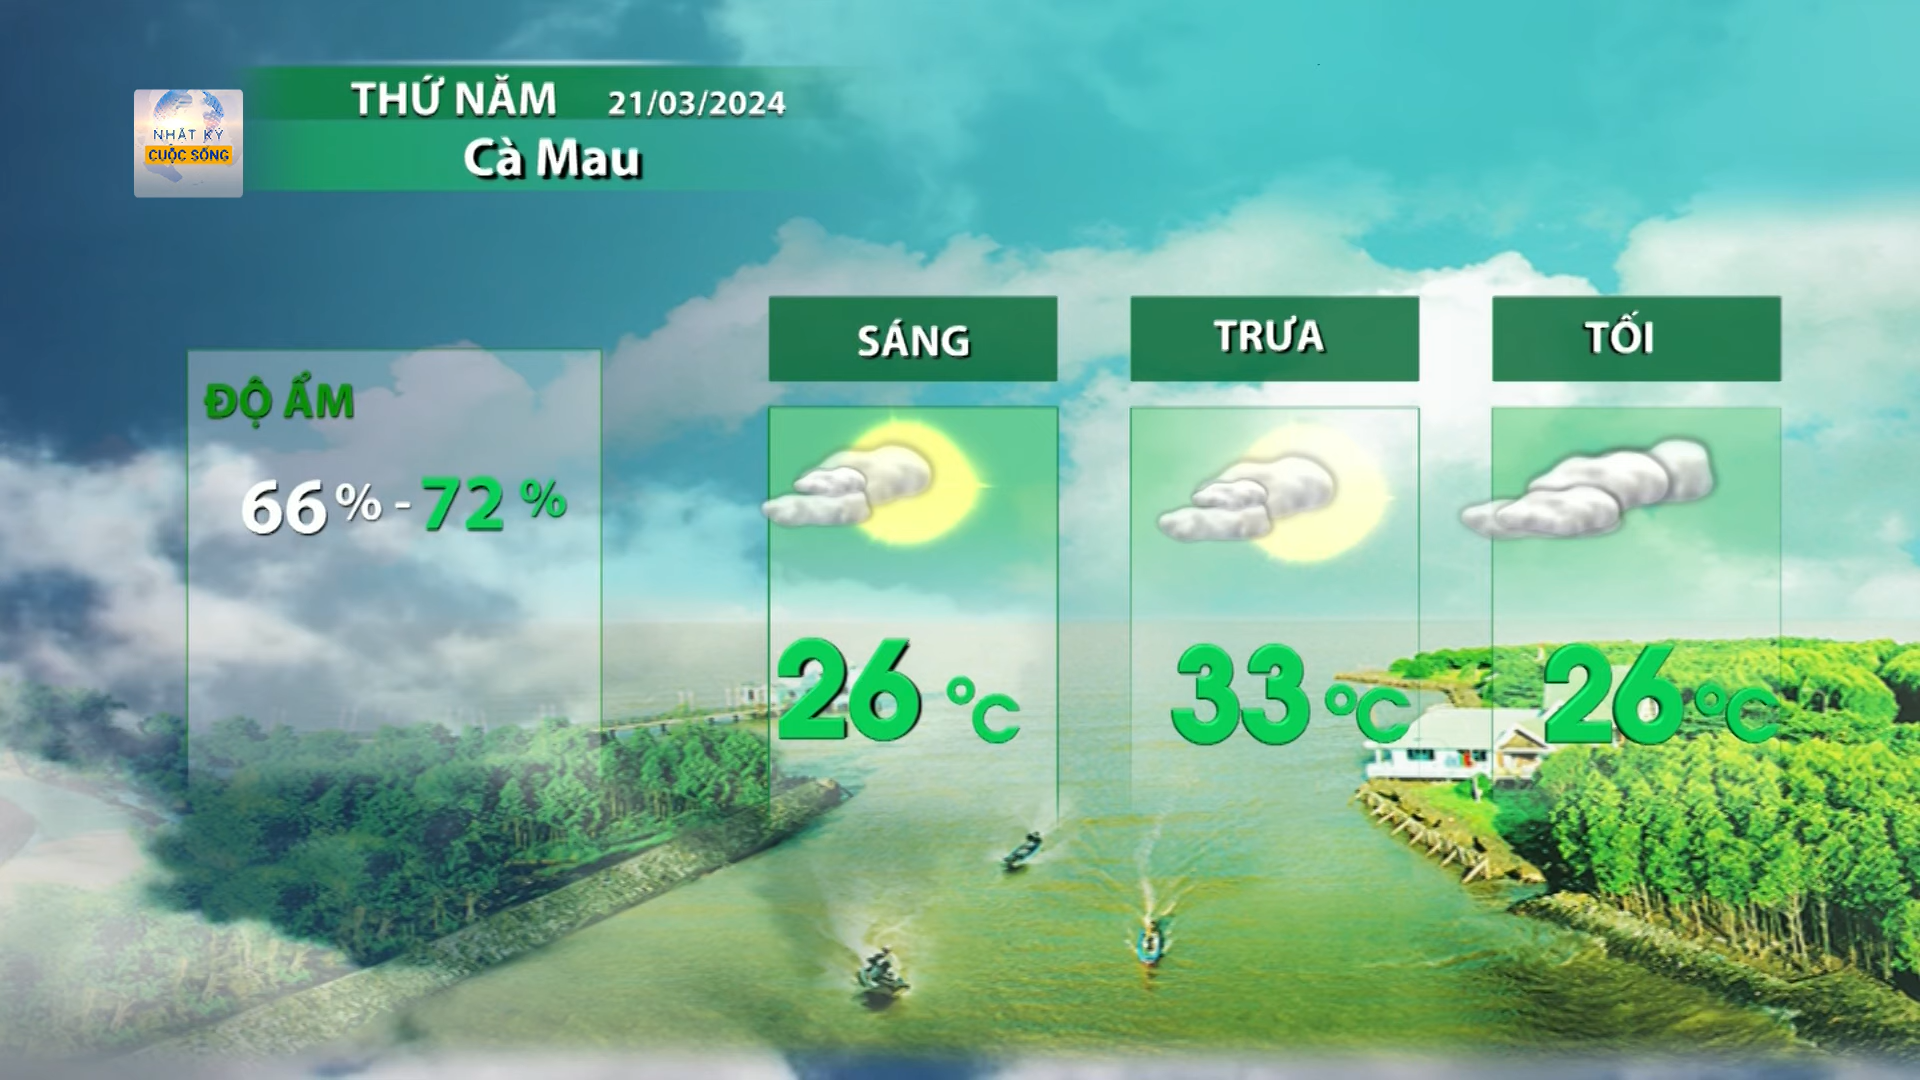 THỨ NĂM 21/03/2024
NHẬT KÝ
CUỘC SỐNG
Cà Mau
SÁNG TRƯA TỐI
ĐỘ ẨM
66% - 72%
26 °C 33 °C 26 °C